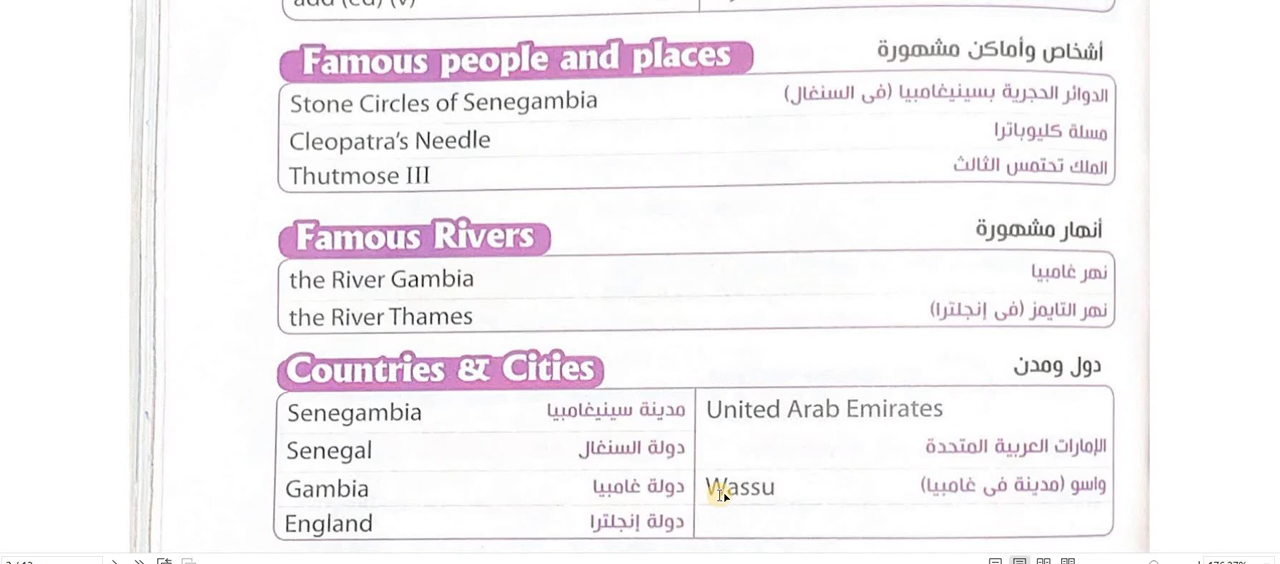 Famous people and places أشخاص وأماكن مشهورة
Stone Circles of Senegambia الدوائر الحجرية بسينيغامبيا (فى السنغال)
Cleopatra's Needle مسلة كليوباترا
Thutmose III الملك تحتمس الثالث
Famous Rivers أنهار مشهورة
the River Gambia نهر غامبيا
the River Thames نهر التايمز (فى إنجلترا)
Countries & Cities دول ومدن
Senegambia مدينة سينيغامبيا United Arab Emirates
Senegal دولة السنغال الإمارات العربية المتحدة
Gambia دولة غامبيا Wassu واسو (مدينة فى غامبيا)
England دولة إنجلترا